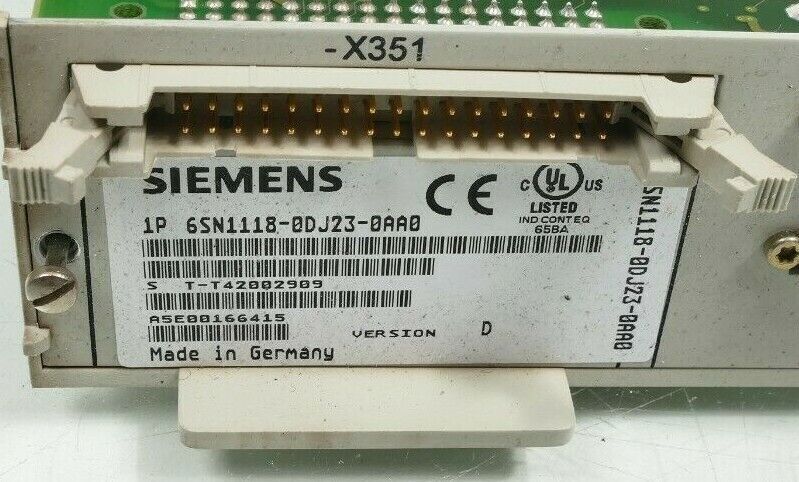 -X351
SIEMENS
CE
C UL US
LISTED
IND CONT EQ
65BA
1P 6SN1118-0DJ23-0AA0
S T-T42002909
A5E00166415
VERSION D
Made in Germany
SN1118-0DJ23-0AA0